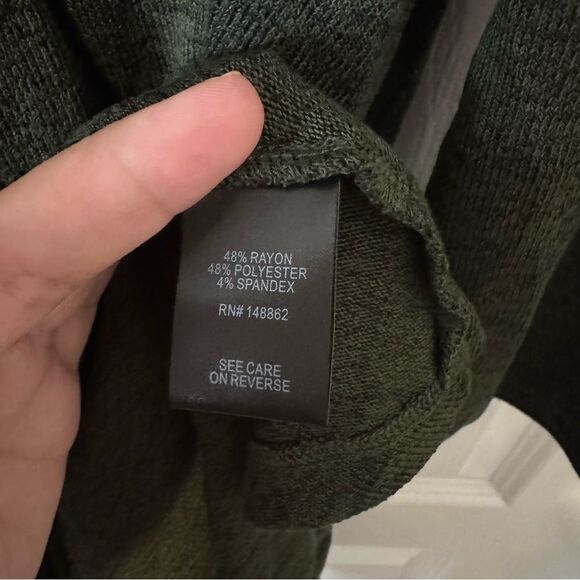 48% RAYON
48% POLYESTER
4% SPANDEX
RN# 148862
SEE CARE
ON REVERSE